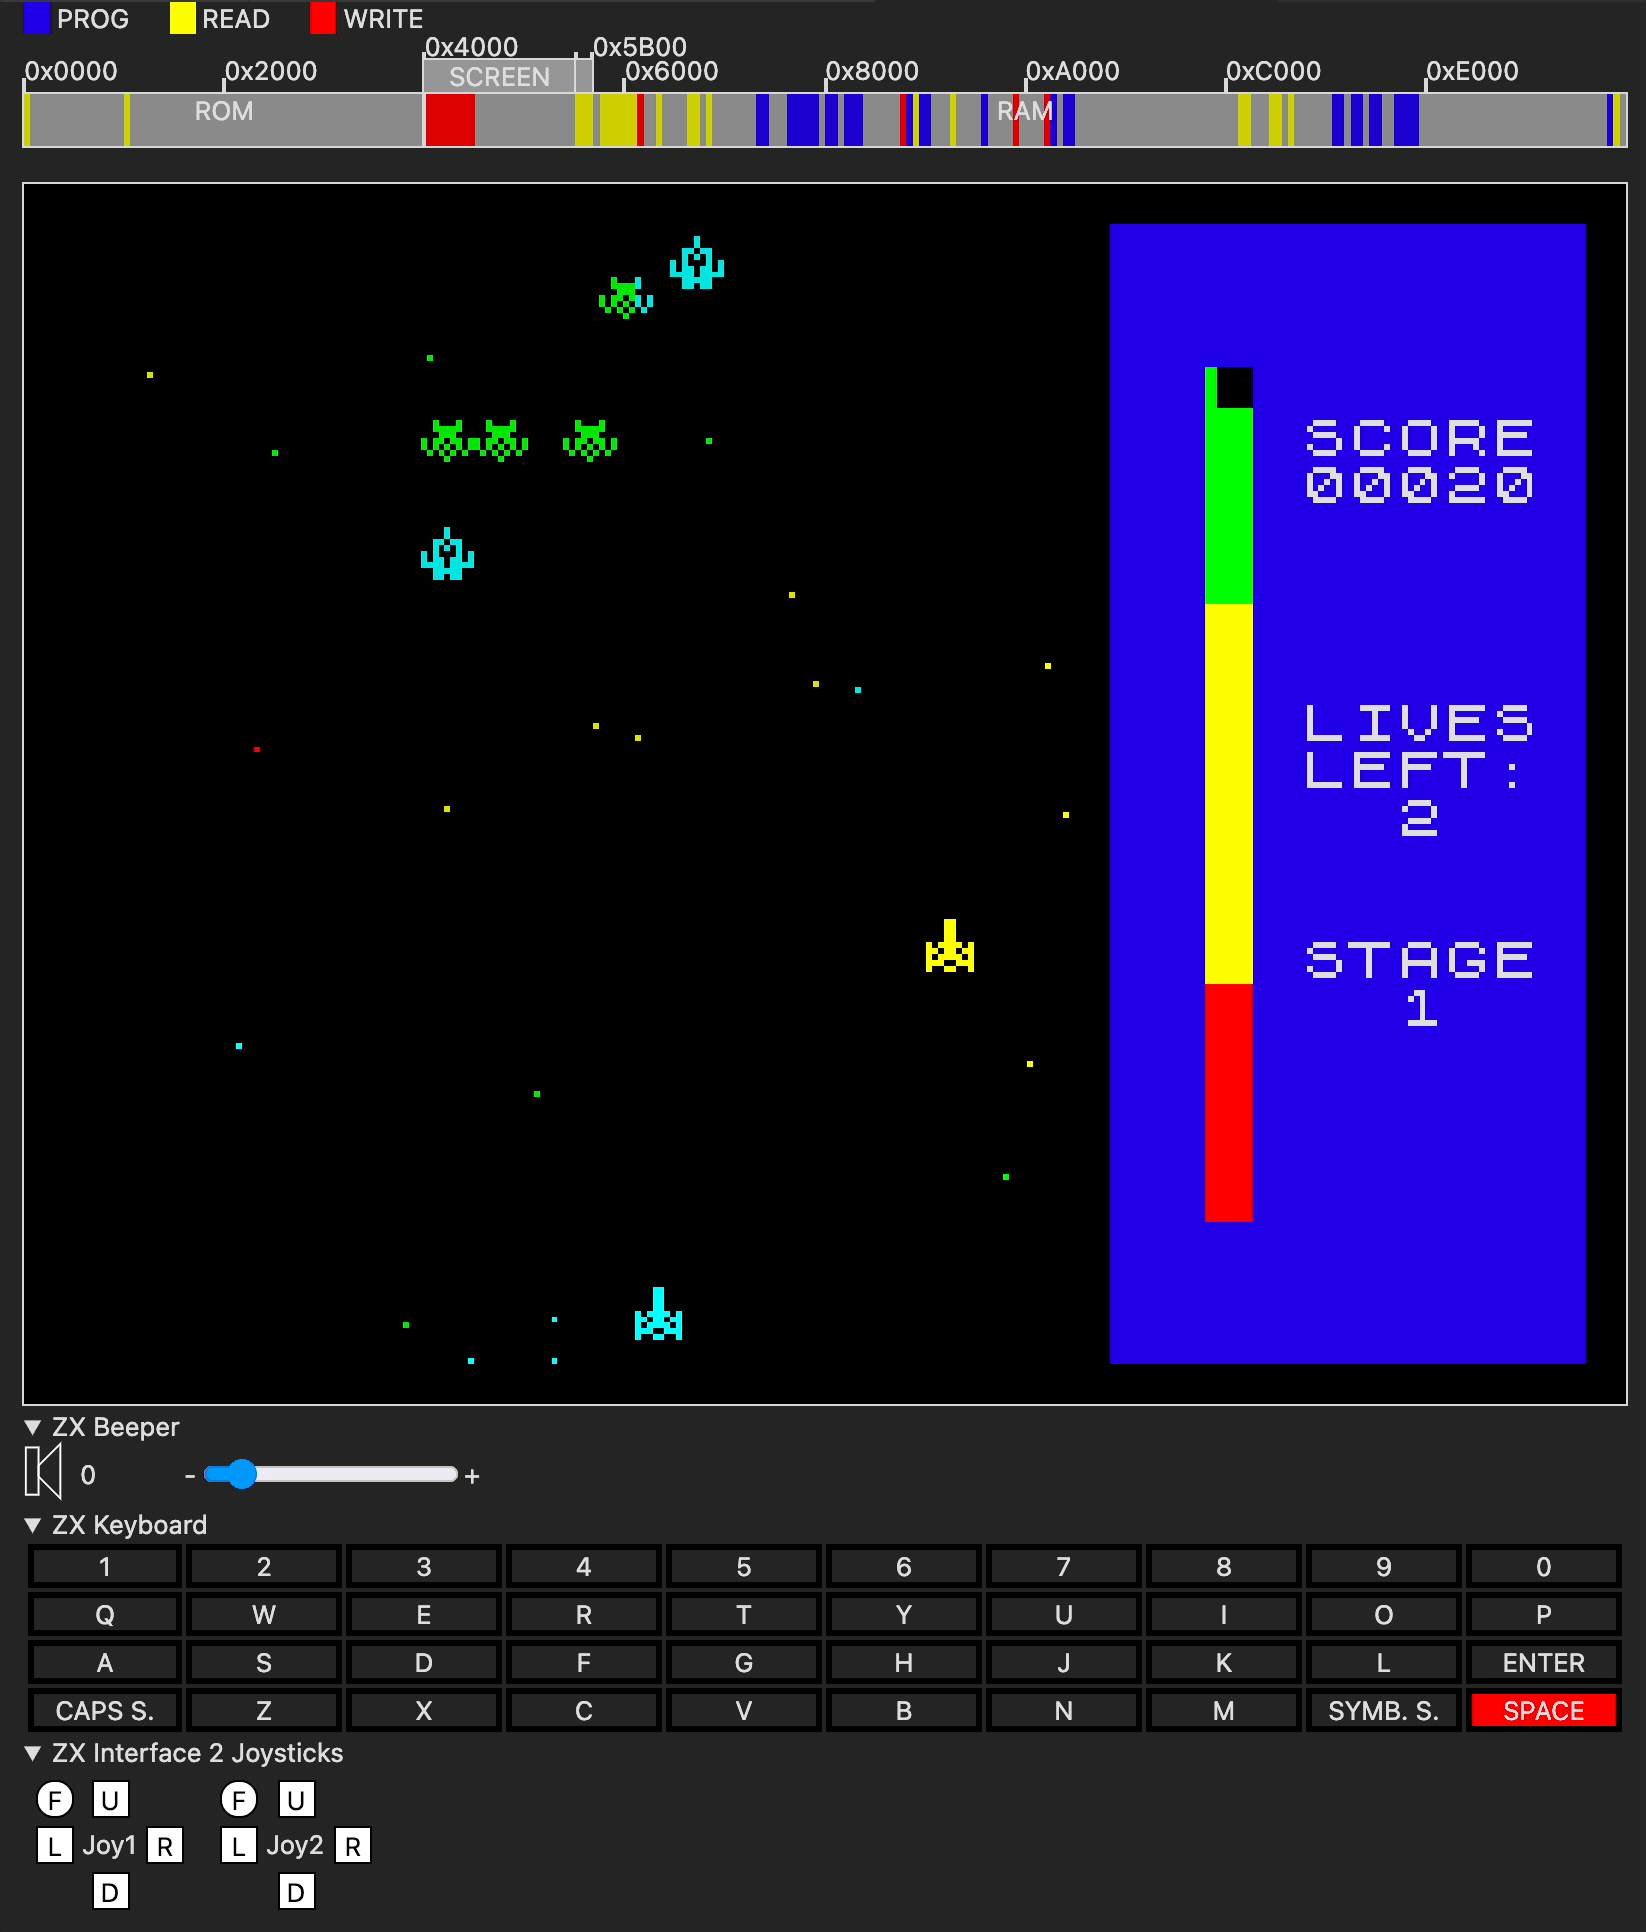 PROG READ WRITE
0x4000 0x5B00
0x0000 0x2000 SCREEN 0x6000 0x8000 0xA000 0xC000 0xE000
ROM RAM
SCORE
00020
LIVES
LEFT:
2
STAGE
1
▼ ZX Beeper
0 - +
▼ ZX Keyboard
1 2 3 4 5 6 7 8 9 0
Q W E R T Y U I O P
A S D F G H J K L ENTER
CAPS S. Z X C V B N M SYMB. S. SPACE
▼ ZX Interface 2 Joysticks
F U F U
L Joy1 R L Joy2 R
D D